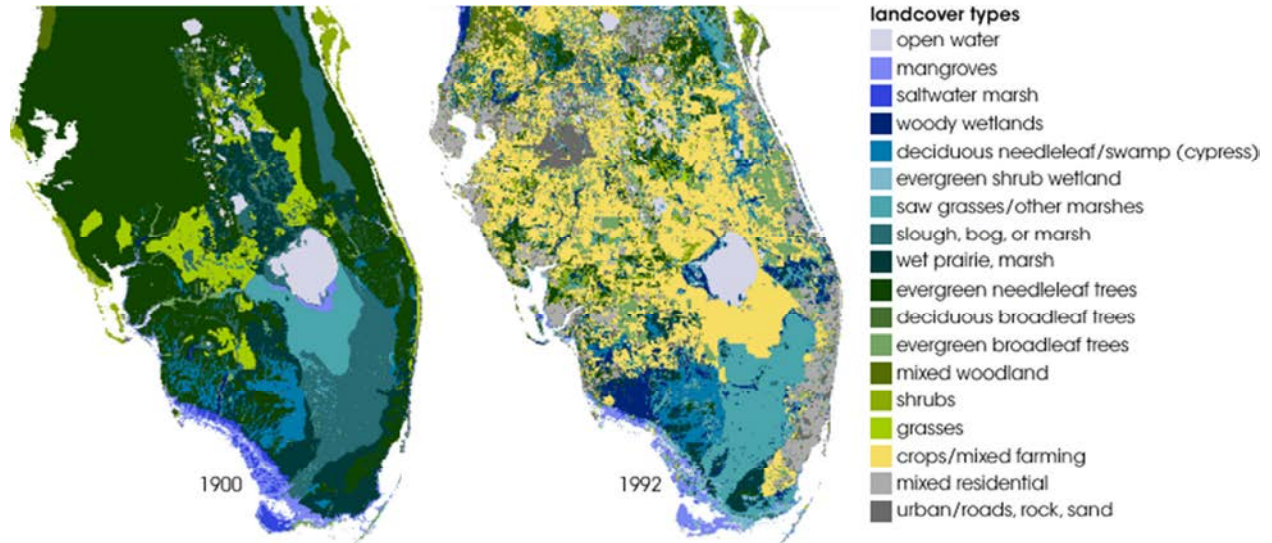 landcover types
open water
mangroves
saltwater marsh
woody wetlands
deciduous needleleaf/swamp (cypress)
evergreen shrub wetland
saw grasses/other marshes
slough, bog, or marsh
wet prairie, marsh
evergreen needleleaf trees
deciduous broadleaf trees
evergreen broadleaf trees
mixed woodland
shrubs
grasses
crops/mixed farming
mixed residential
urban/roads, rock, sand
1900
1992